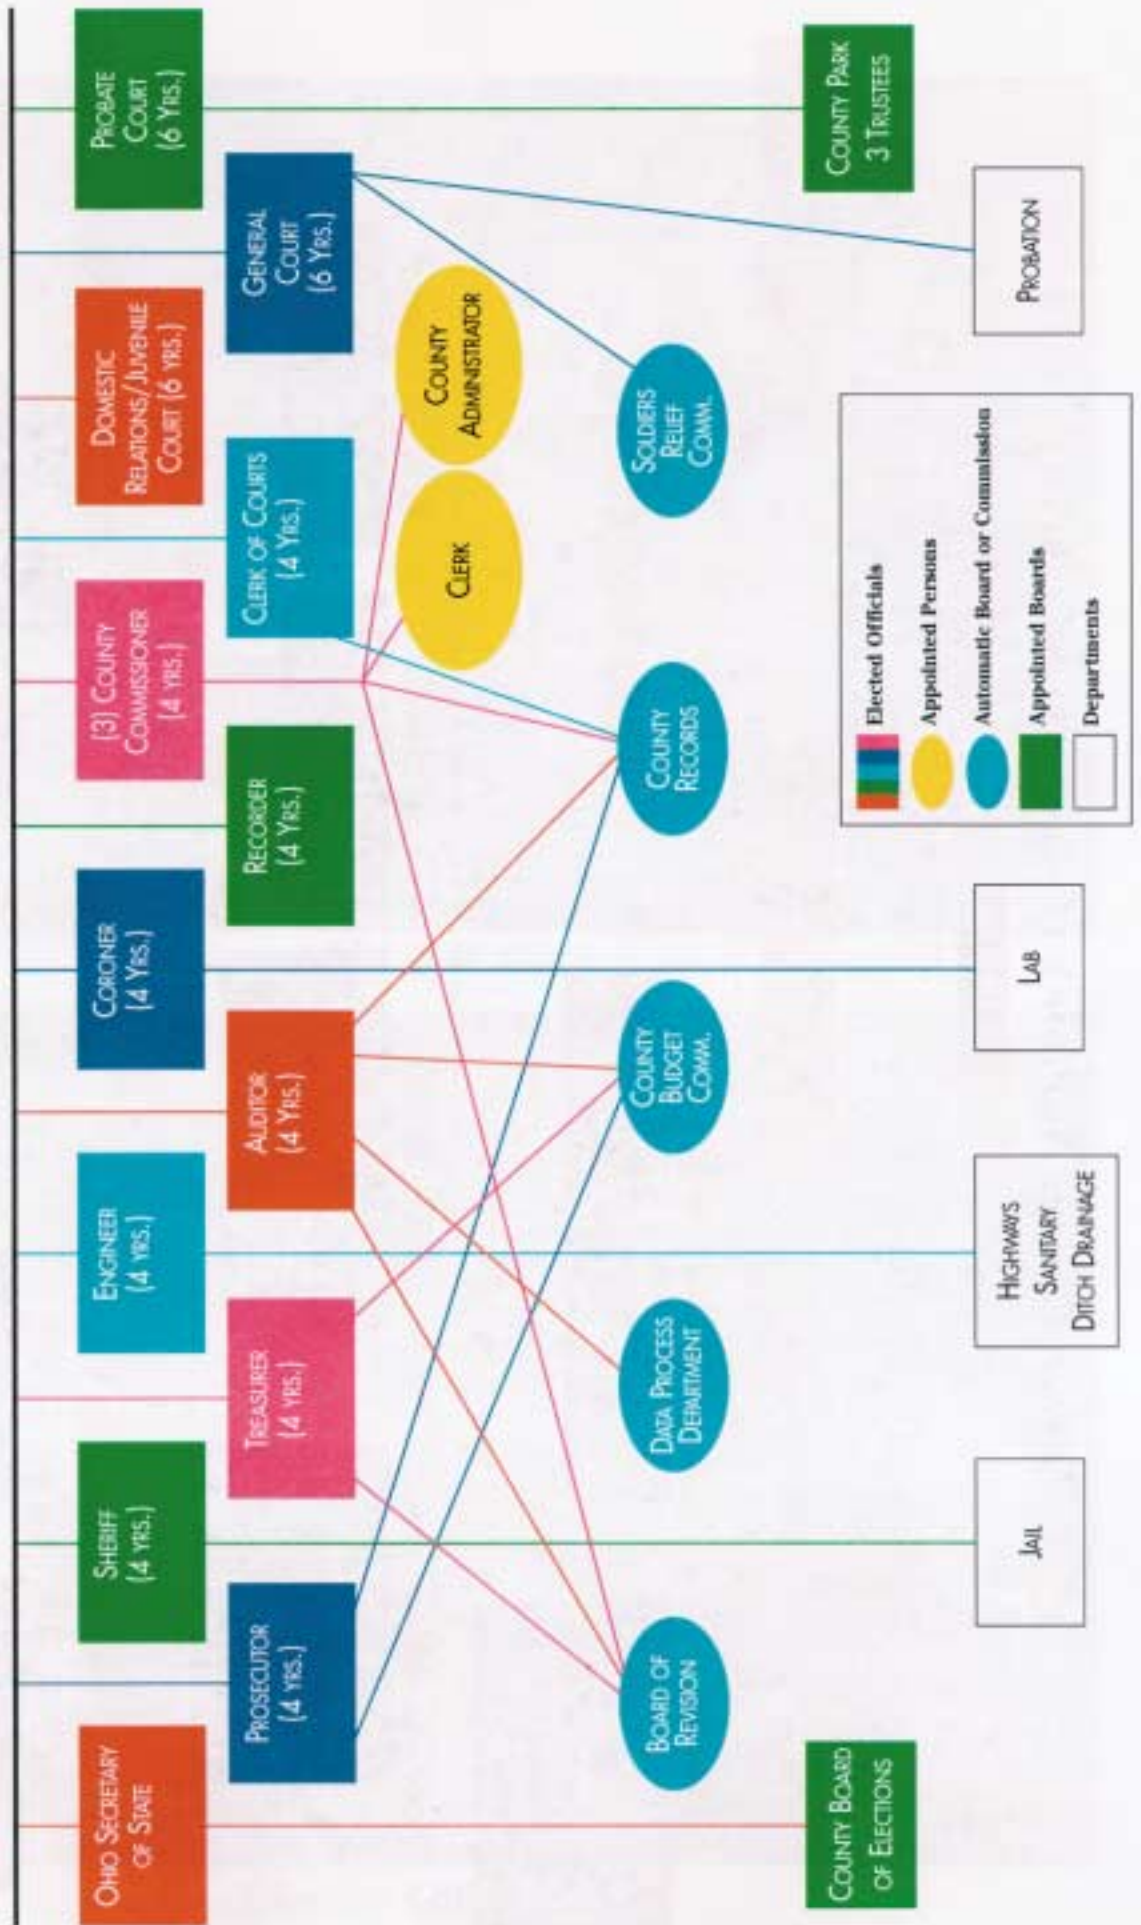 OHIO SECRETARY
OF STATE
SHERIFF
(4 YRS.)
ENGINEER
(4 YRS.)
CORONER
(4 YRS.)
(3) COUNTY
COMMISSIONER
(4 YRS.)
DOMESTIC
RELATIONS/JUVENILE
COURT (6 YRS.)
PROBATE
COURT
(6 YRS.)
PROSECUTOR
(4 YRS.)
TREASURER
(4 YRS.)
AUDITOR
(4 YRS.)
RECORDER
(4 YRS.)
CLERK OF COURTS
(4 YRS.)
GENERAL
COURT
(6 YRS.)
CLERK
COUNTY
ADMINISTRATOR
BOARD OF
REVISION
DATA PROCESS
DEPARTMENT
COUNTY
BUDGET
COMM.
COUNTY
RECORDS
SOLDIERS
RELIEF
COMM.
COUNTY BOARD
OF ELECTIONS
COUNTY PARK
3 TRUSTEES
JAIL
HIGHWAYS
SANITARY
DITCH DRAINAGE
LAB
PROBATION
Elected Officials
Appointed Persons
Automatic Board or Commission
Appointed Boards
Departments